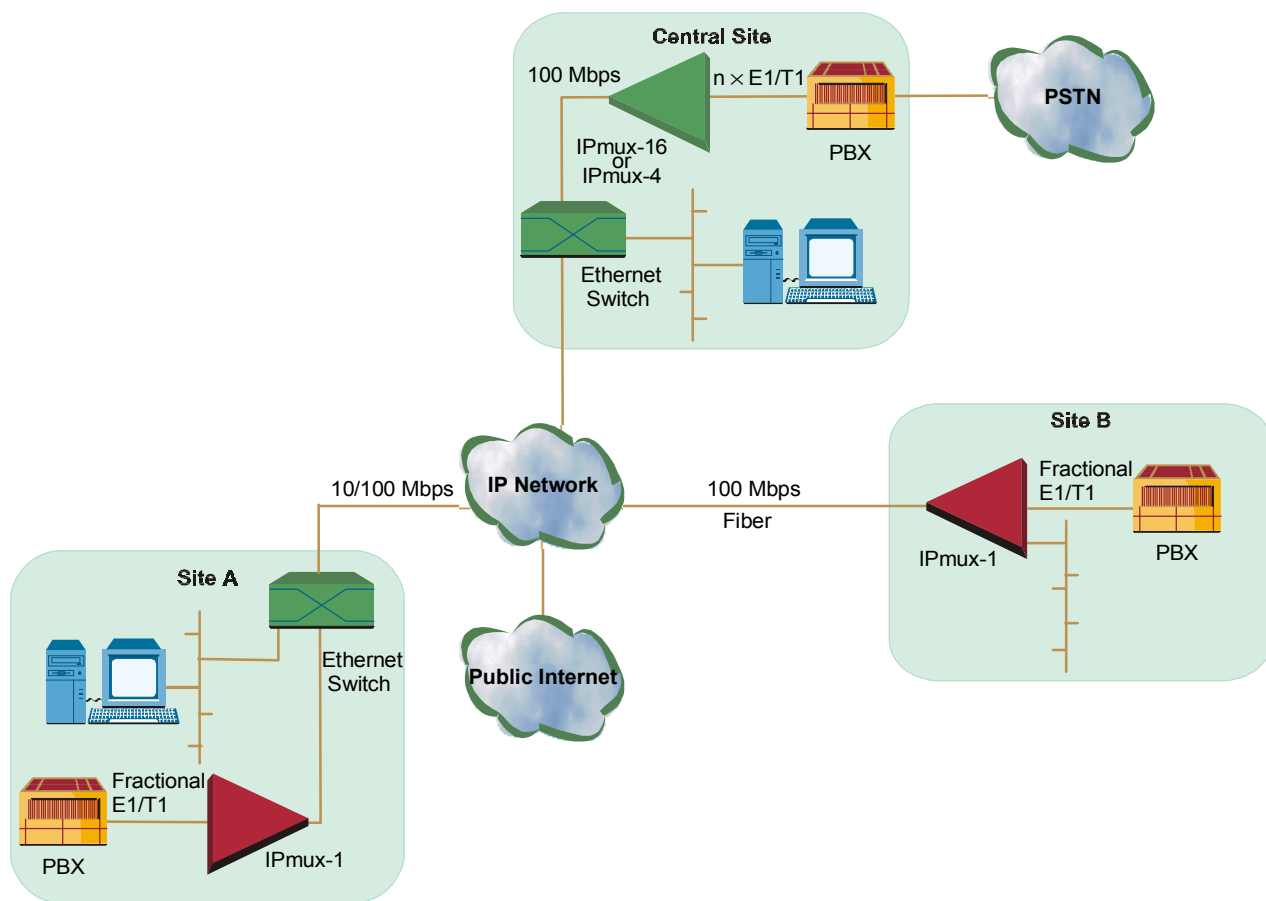 Central Site
100 Mbps
n × E1/T1
PBX
PSTN
IPmux-16
or
IPmux-4
Ethernet
Switch
IP Network
10/100 Mbps
100 Mbps
Fiber
Site B
Fractional
E1/T1
IPmux-1
PBX
Public Internet
Site A
Ethernet
Switch
Fractional
E1/T1
PBX
IPmux-1